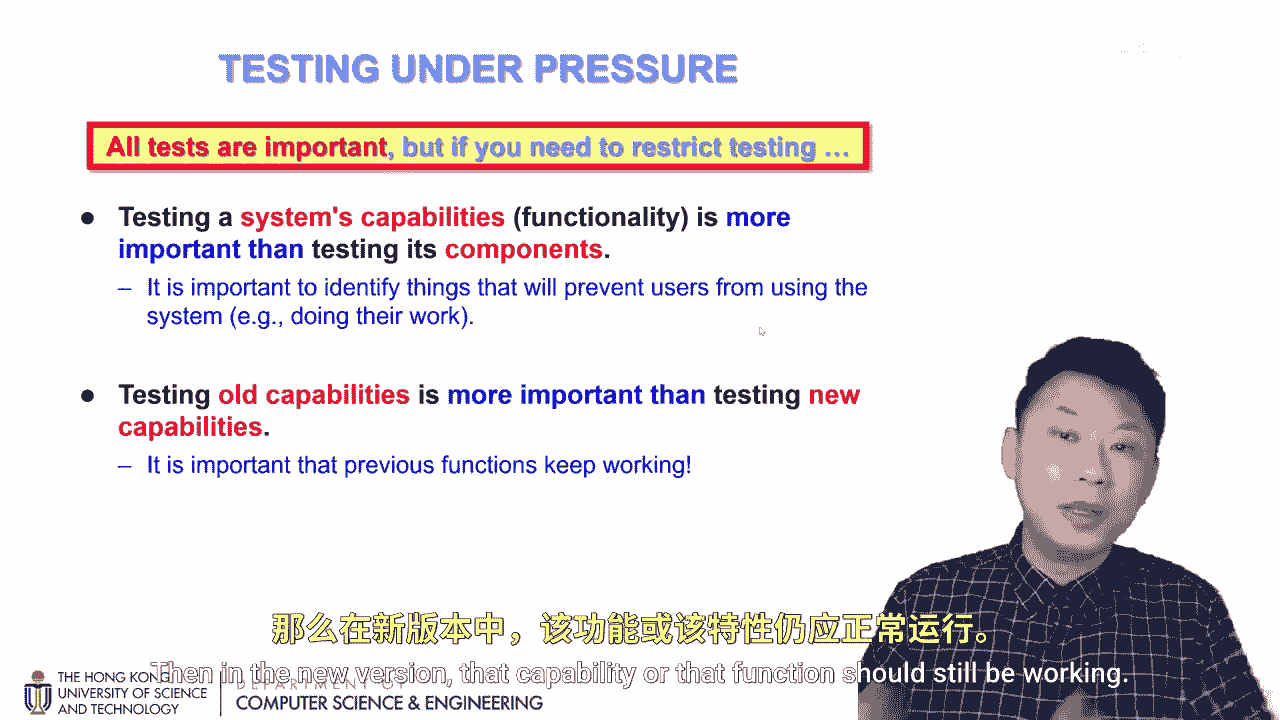 TESTING UNDER PRESSURE
All tests are important, but if you need to restrict testing …
● Testing a system's capabilities (functionality) is more
important than testing its components.
– It is important to identify things that will prevent users from using the
system (e.g., doing their work).
● Testing old capabilities is more important than testing new
capabilities.
– It is important that previous functions keep working!
那么在新版本中，该功能或该特性仍应正常运行。
Then in the new version, that capability or that function should still be working.
THE HONG KONG
UNIVERSITY OF SCIENCE
AND TECHNOLOGY
DEPARTMENT OF
COMPUTER SCIENCE & ENGINEERING